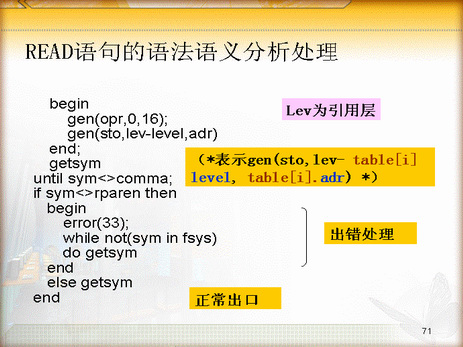 READ语句的语法语义分析处理
begin
gen(opr,0,16);
gen(sto,lev-level,adr)
end;
getsym
until sym<>comma;
if sym<>rparen then
begin
error(33);
while not(sym in fsys)
do getsym
end
else getsym
end
Lev为引用层
(*表示gen(sto,lev- table[i]
level, table[i].adr) *)
出错处理
正常出口
71